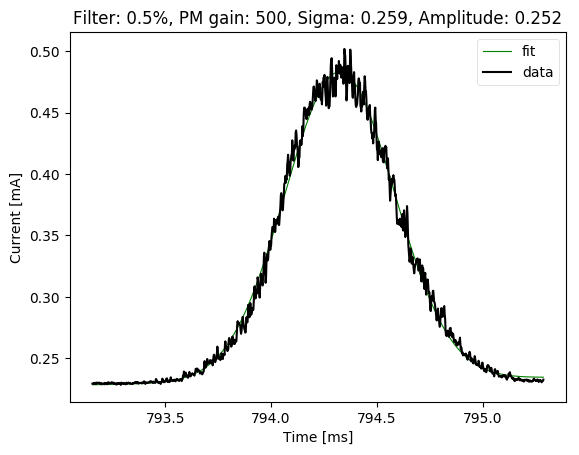 Filter: 0.5%, PM gain: 500, Sigma: 0.259, Amplitude: 0.252
fit
data
0.50
0.45
0.40
0.35
0.30
0.25
Current [mA]
793.5 794.0 794.5 795.0
Time [ms]